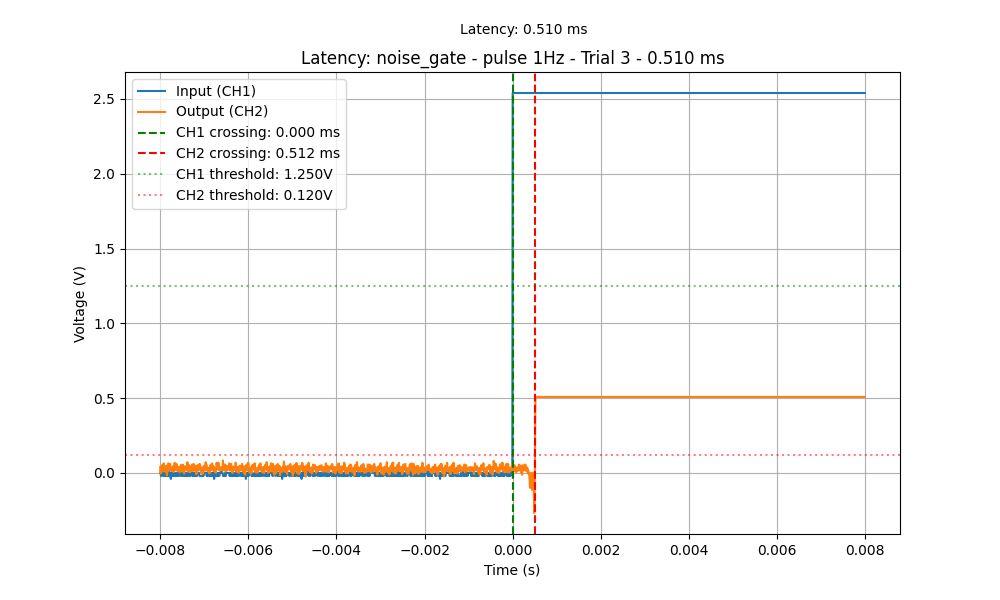 Latency: 0.510 ms
Latency: noise_gate - pulse 1Hz - Trial 3 - 0.510 ms
Input (CH1)
Output (CH2)
CH1 crossing: 0.000 ms
CH2 crossing: 0.512 ms
CH1 threshold: 1.250V
CH2 threshold: 0.120V
Voltage (V)
2.5
2.0
1.5
1.0
0.5
0.0
−0.008 −0.006 −0.004 −0.002 0.000 0.002 0.004 0.006 0.008
Time (s)